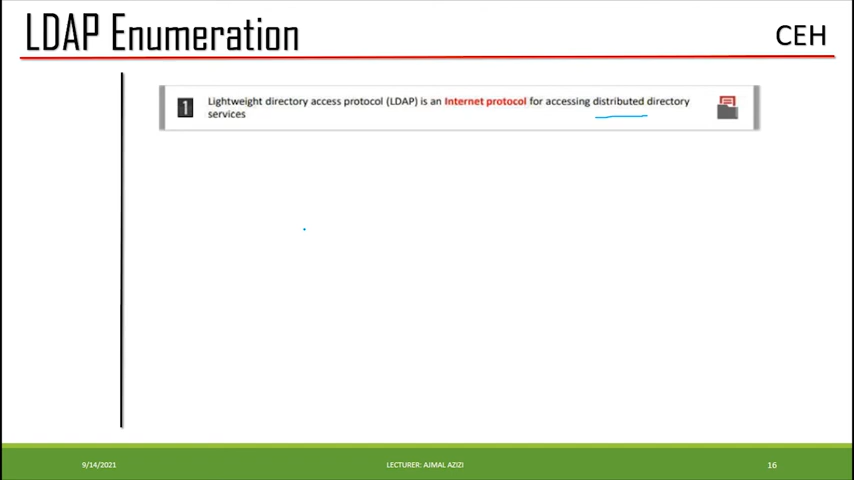 LDAP Enumeration
CEH
1
Lightweight directory access protocol (LDAP) is an Internet protocol for accessing distributed directory
services
9/14/2021
LECTURER: AJMAL AZIZI
16